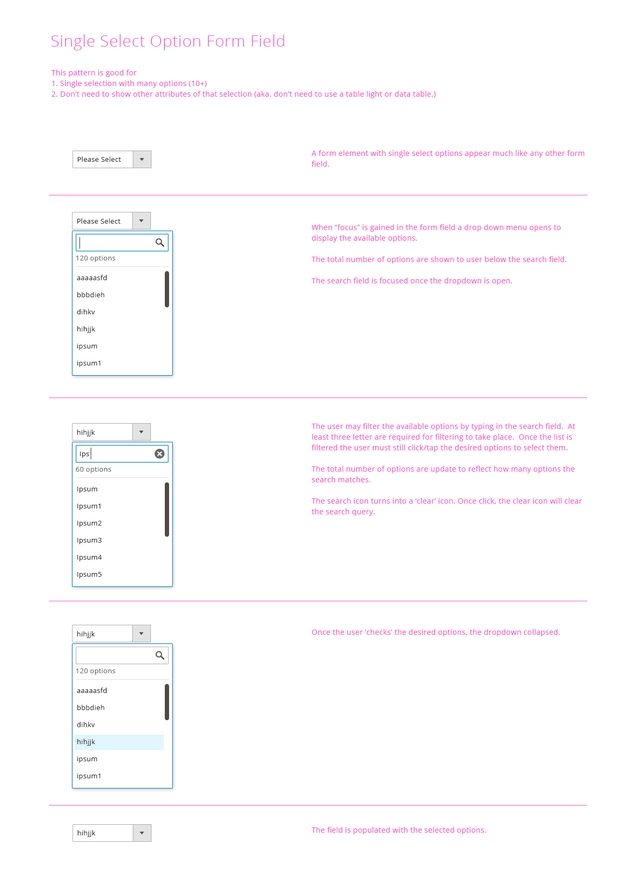 Single Select Option Form Field
This pattern is good for
1. Single selection with many options (10+)
2. Don't need to show other attributes of that selection (aka. don't need to use a table light or data table.)
Please Select
A form element with single select options appear much like any other form
field.
Please Select
120 options
aaaaasfd
bbbdieh
dihkv
hihjjk
ipsum
ipsum1
When “focus” is gained in the form field a drop down menu opens to
display the available options.
The total number of options are shown to user below the search field.
The search field is focused once the dropdown is open.
hihjjk
Ips
60 options
Ipsum
Ipsum1
Ipsum2
Ipsum3
Ipsum4
Ipsum5
The user may filter the available options by typing in the search field. At
least three letter are required for filtering to take place. Once the list is
filtered the user must still click/tap the desired options to select them.
The total number of options are update to reflect how many options the
search matches.
The search icon turns into a ‘clear’ icon. Once click, the clear icon will clear
the search query.
hihjjk
120 options
aaaaasfd
bbbdieh
dihkv
hihjjk
ipsum
ipsum1
Once the user ‘checks’ the desired options, the dropdown collapsed.
hihjjk
The field is populated with the selected options.